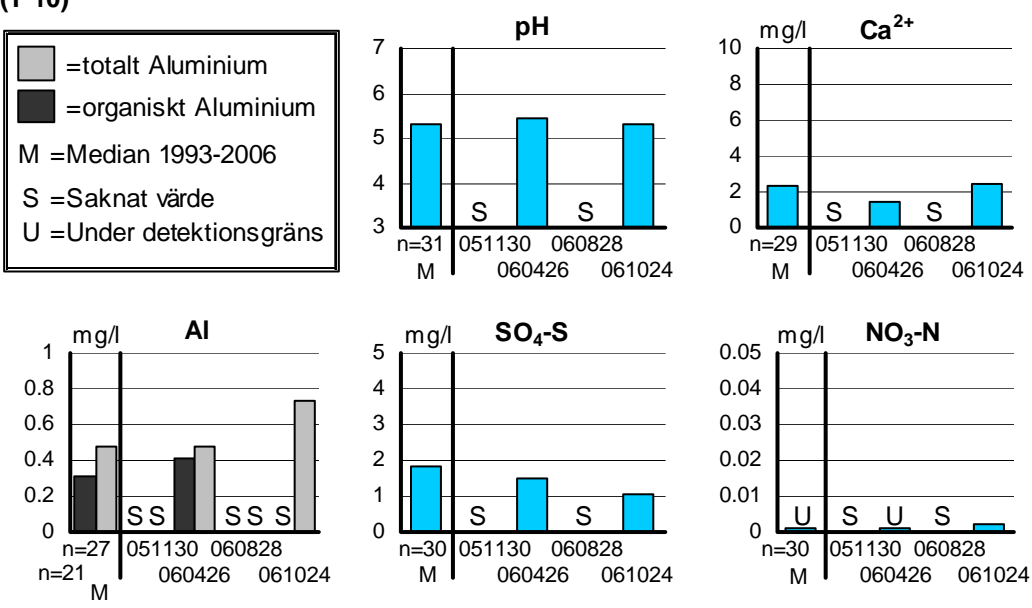 =totalt Aluminium
=organiskt Aluminium
M =Median 1993-2006
S =Saknat värde
U =Under detektionsgräns
pH
7
6
5
4
3
S
S
n=31
051130
060828
M
060426
061024
mg/l
Ca2+
10
8
6
4
2
0
S
S
n=29
051130
060828
M
060426
061024
mg/l
Al
1
0.8
0.6
0.4
0.2
0
S S
S S
S
n=27
051130
060828
n=21
060426
061024
M
mg/l
SO4-S
5
4
3
2
1
0
S
S
n=30
051130
060828
M
060426
061024
mg/l
NO3-N
0.05
0.04
0.03
0.02
0.01
0
U
S
U
S
n=30
051130
060828
M
060426
061024